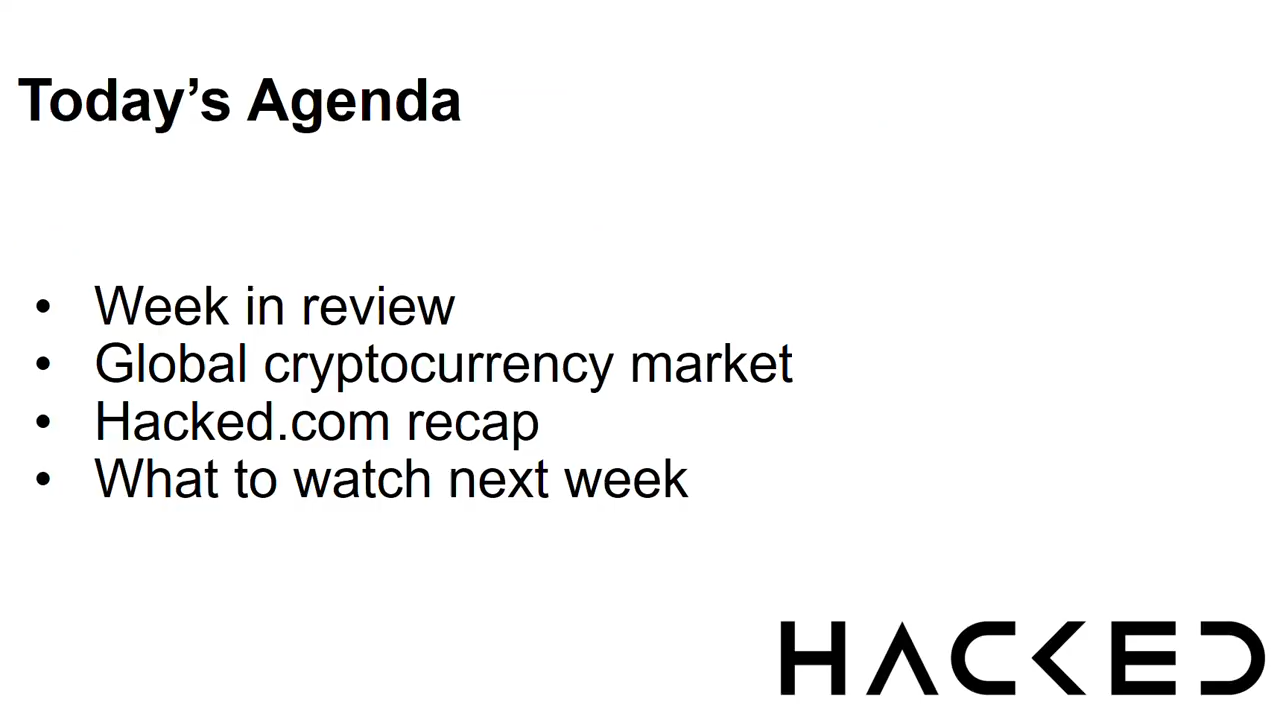 Today’s Agenda
• Week in review
• Global cryptocurrency market
• Hacked.com recap
• What to watch next week
HACKED